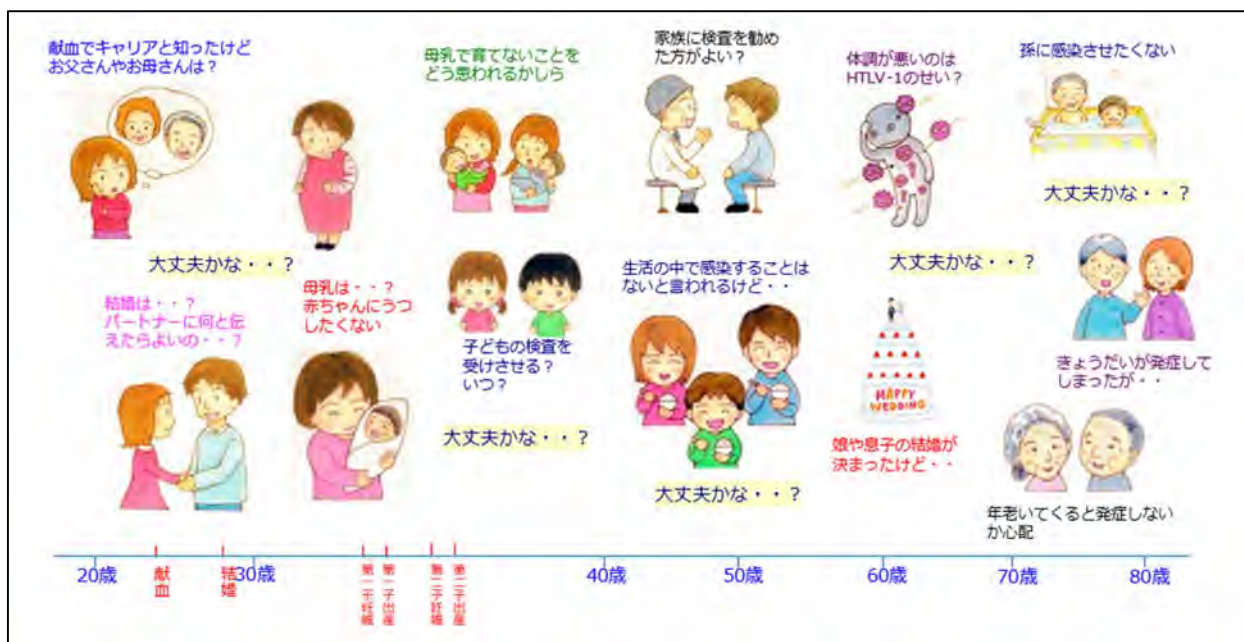 献血でキャリアと知ったけど
お父さんやお母さんは？
母乳で育てないことを
どう思われるかしら
家族に検査を勧め
た方がよい？
体調が悪いのは
HTLV-1のせい？
孫に感染させたくない
大丈夫かな・・？
大丈夫かな・・？
結婚は・・？
パートナーに何と伝
えたらよいの・・？
母乳は・・？
赤ちゃんにうつ
したくない
子どもの検査を
受けさせる？
いつ？
大丈夫かな・・？
生活の中で感染することは
ないと言われるけど・・
大丈夫かな・・？
大丈夫かな・・？
HAPPY
WEDDING
娘や息子の結婚が
決まったけど・・
きょうだいが発症して
しまったが・・
年老いてくると発症しない
か心配
20歳
献血
結婚
30歳
第一子妊娠
第一子出産
第二子妊娠
第二子出産
40歳
50歳
60歳
70歳
80歳